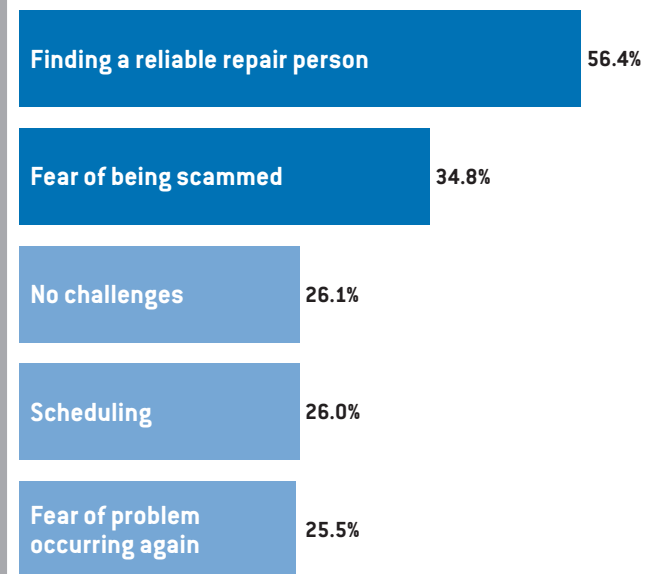 Finding a reliable repair person 56.4%
Fear of being scammed 34.8%
No challenges 26.1%
Scheduling 26.0%
Fear of problem
occurring again 25.5%